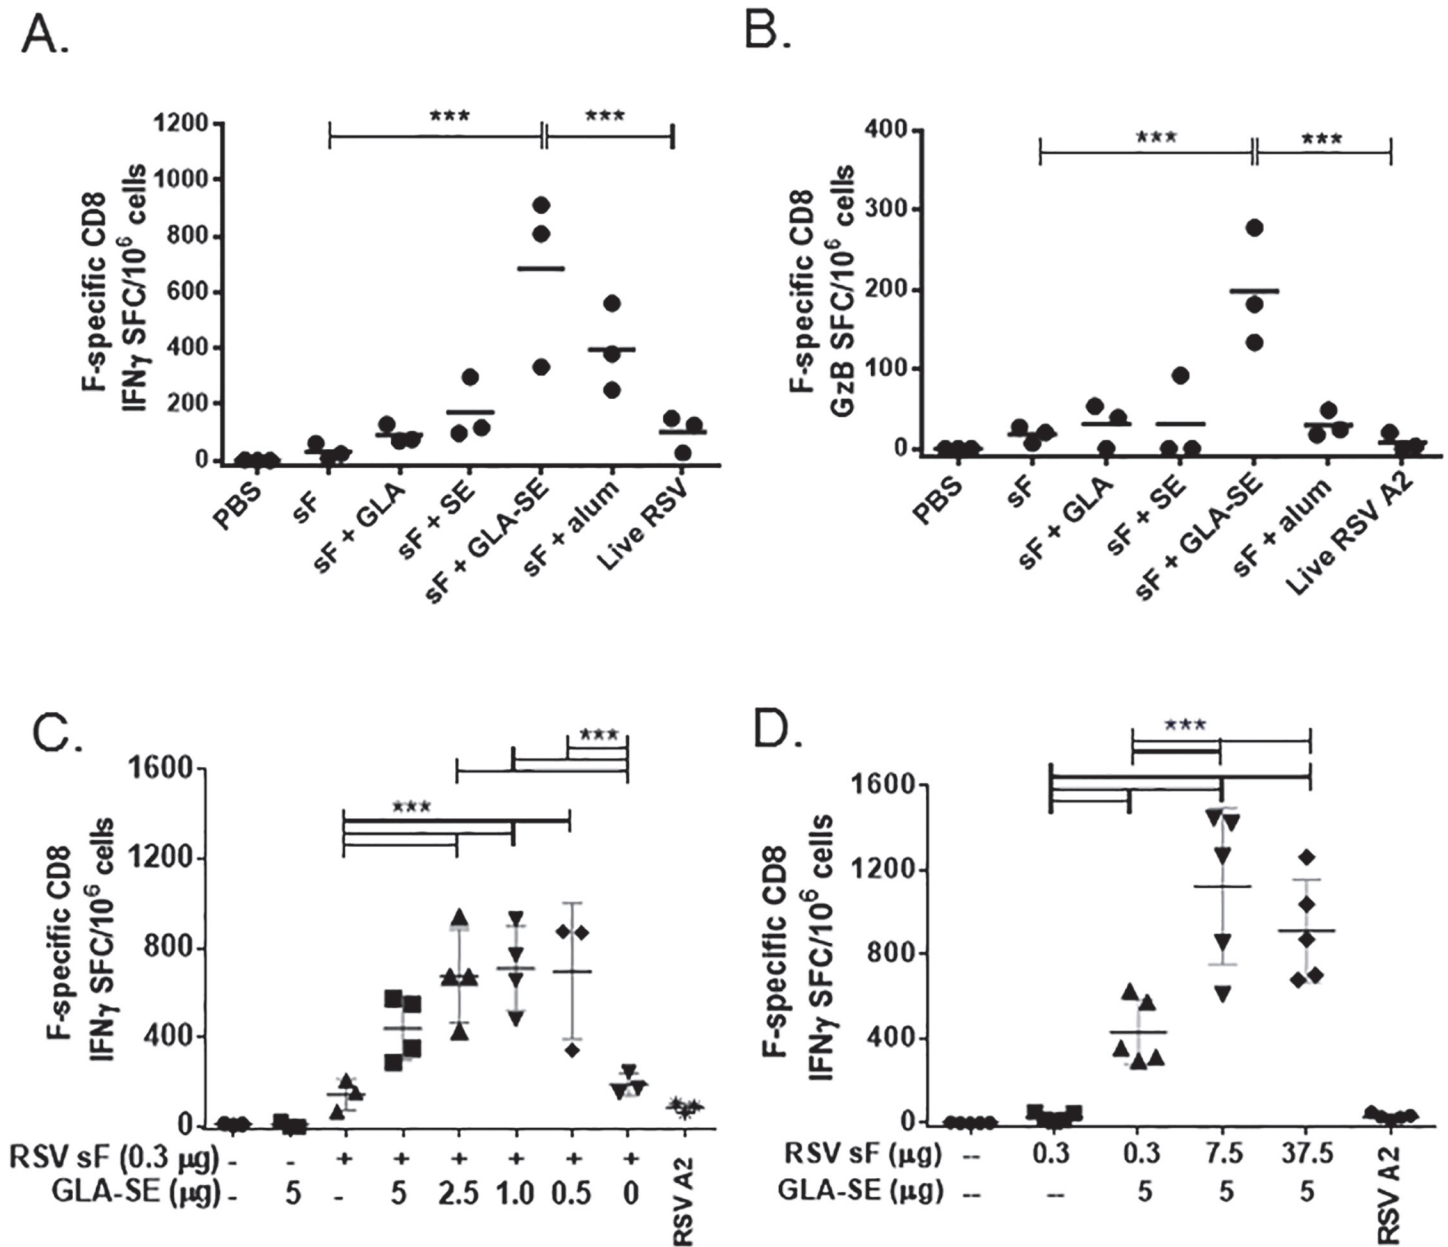 A.
F-specific CD8
IFNγ SFC/10⁶ cells
1200
1000
800
600
400
200
0
***
***
PBS
sF
sF + GLA
sF + SE
sF + GLA-SE
sF + alum
Live RSV
B.
F-specific CD8
GzB SFC/10⁶ cells
400
300
200
100
0
***
***
PBS
sF
sF + GLA
sF + SE
sF + GLA-SE
sF + alum
Live RSV A2
C.
F-specific CD8
IFNγ SFC/10⁶ cells
1600
1200
800
400
0
***
***
RSV sF (0.3 µg) - - + + + + + +
GLA-SE (µg) - 5 - 5 2.5 1.0 0.5 0
RSV A2
D.
F-specific CD8
IFNγ SFC/10⁶ cells
1600
1200
800
400
0
***
RSV sF (µg) -- 0.3 0.3 7.5 37.5
GLA-SE (µg) -- -- 5 5 5
RSV A2